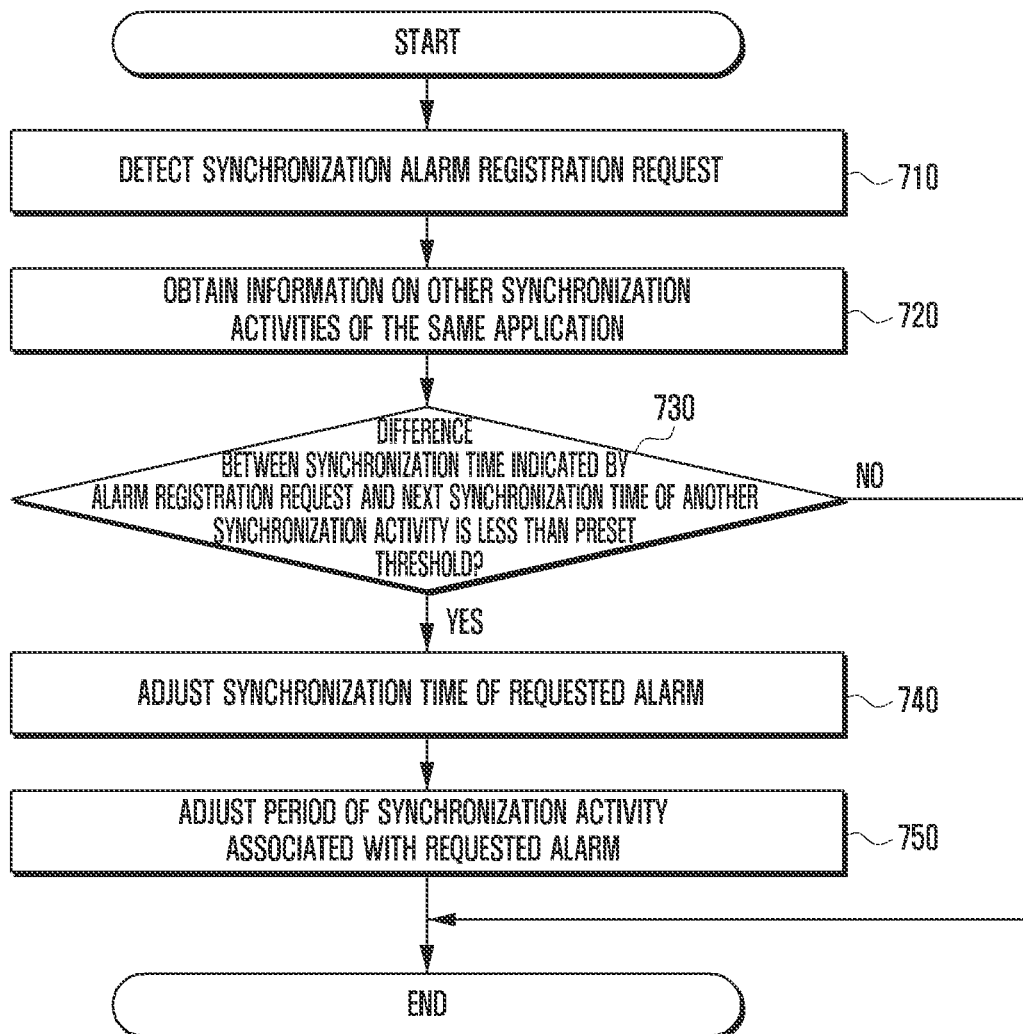 START
DETECT SYNCHRONIZATION ALARM REGISTRATION REQUEST
710
OBTAIN INFORMATION ON OTHER SYNCHRONIZATION
ACTIVITIES OF THE SAME APPLICATION
720
730
DIFFERENCE
BETWEEN SYNCHRONIZATION TIME INDICATED BY
ALARM REGISTRATION REQUEST AND NEXT SYNCHRONIZATION TIME OF ANOTHER
SYNCHRONIZATION ACTIVITY IS LESS THAN PRESET
THRESHOLD?
NO
YES
ADJUST SYNCHRONIZATION TIME OF REQUESTED ALARM
740
ADJUST PERIOD OF SYNCHRONIZATION ACTIVITY
ASSOCIATED WITH REQUESTED ALARM
750
END